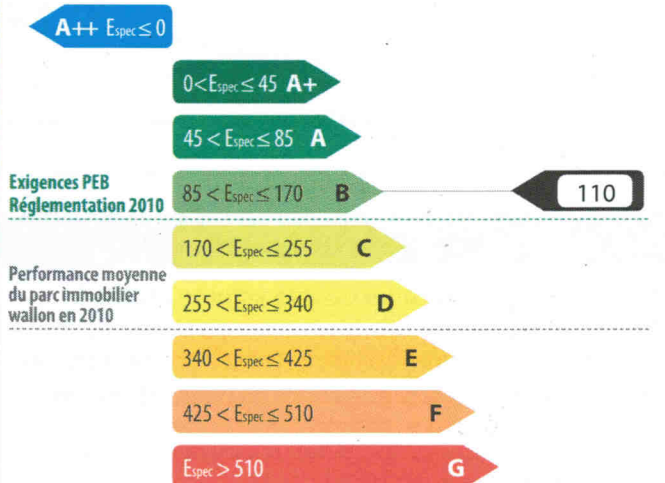 A++ Espec ≤ 0
0 < Espec ≤ 45 A+
45 < Espec ≤ 85 A
Exigences PEB
Réglementation 2010
85 < Espec ≤ 170 B
110
170 < Espec ≤ 255 C
Performance moyenne
du parc immobilier
wallon en 2010
255 < Espec ≤ 340 D
340 < Espec ≤ 425 E
425 < Espec ≤ 510 F
Espec > 510 G